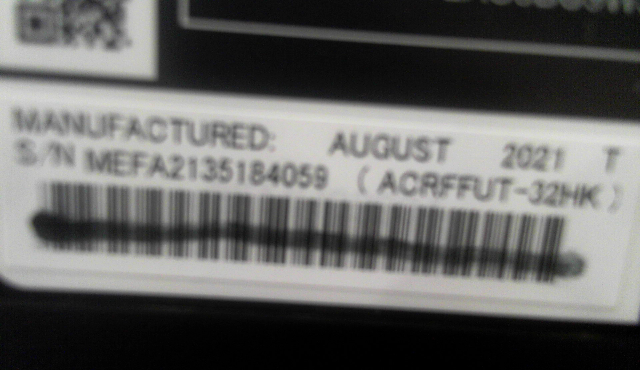 MANUFACTURED: AUGUST 2021 T
S/N MEFA2135184059 (ACRFFUT-32HK)